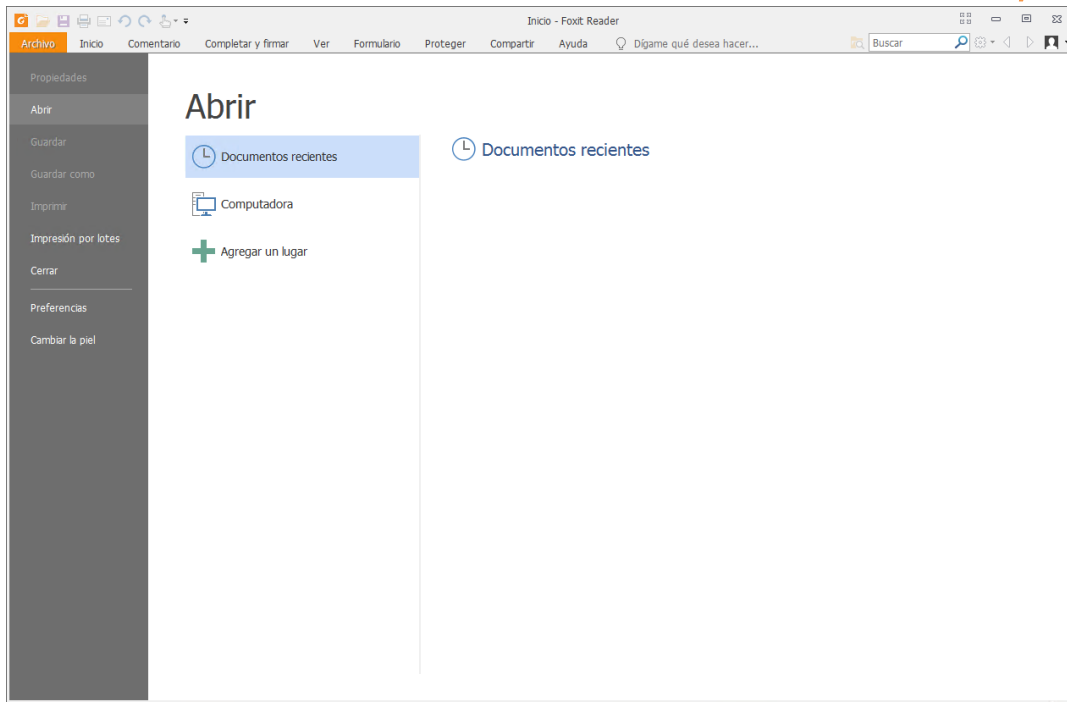 Inicio - Foxit Reader
Archivo Inicio Comentario Completar y firmar Ver Formulario Proteger Compartir Ayuda Dígame qué desea hacer... Buscar
Propiedades
Abrir
Guardar
Guardar como
Imprimir
Impresión por lotes
Cerrar
Preferencias
Cambiar la piel
Abrir
Documentos recientes
Computadora
Agregar un lugar
Documentos recientes